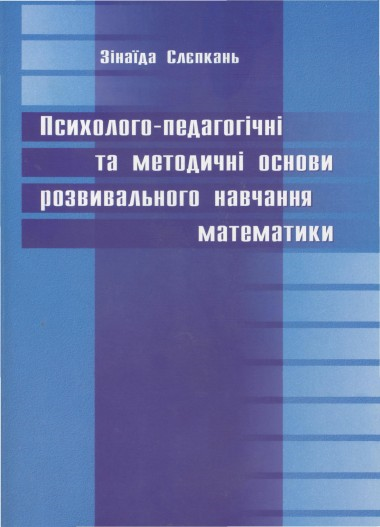 Зінаїда Слєпкань
Психолого-педагогічні
та методичні основи
розвивального навчання
математики